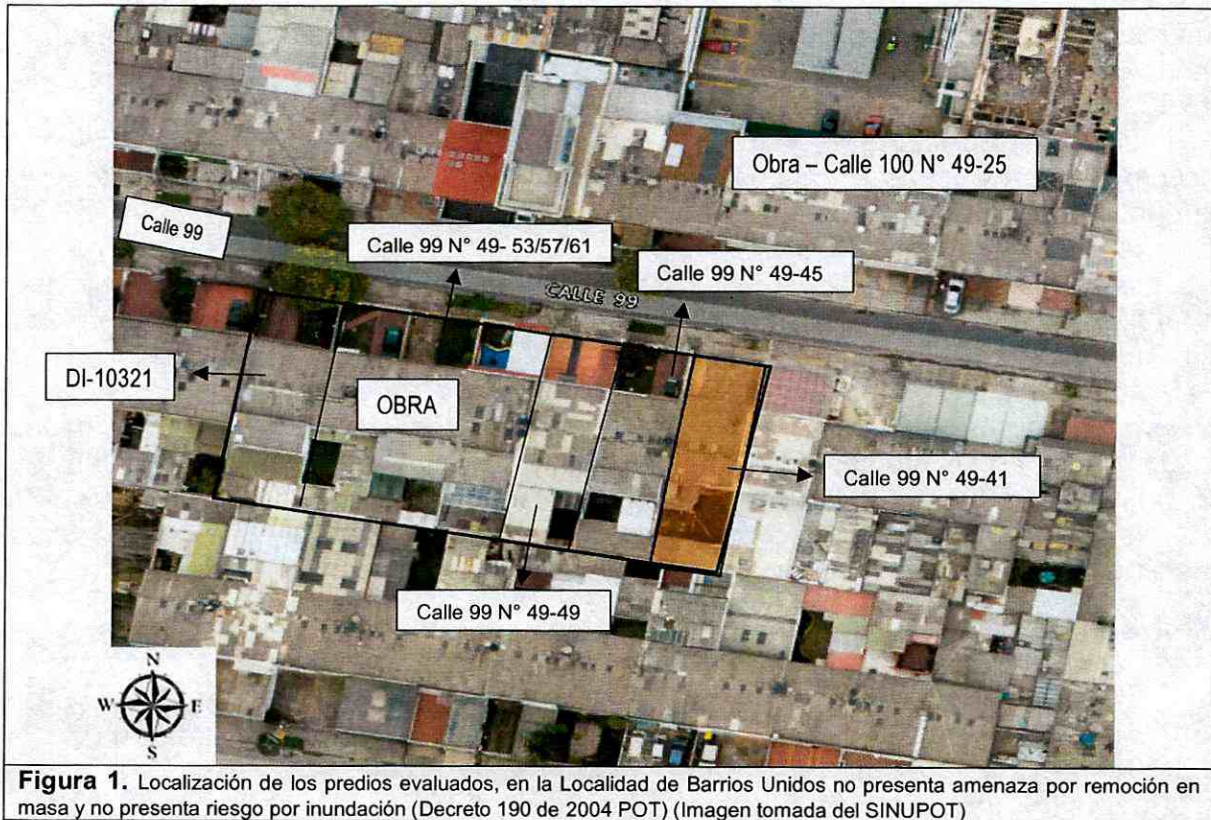 Obra – Calle 100 N° 49-25
Calle 99
Calle 99 N° 49- 53/57/61
Calle 99 N° 49-45
CALLE 99
DI-10321
OBRA
Calle 99 N° 49-41
Calle 99 N° 49-49
N
W E
S
Figura 1. Localización de los predios evaluados, en la Localidad de Barrios Unidos no presenta amenaza por remoción en
masa y no presenta riesgo por inundación (Decreto 190 de 2004 POT) (Imagen tomada del SINUPOT)